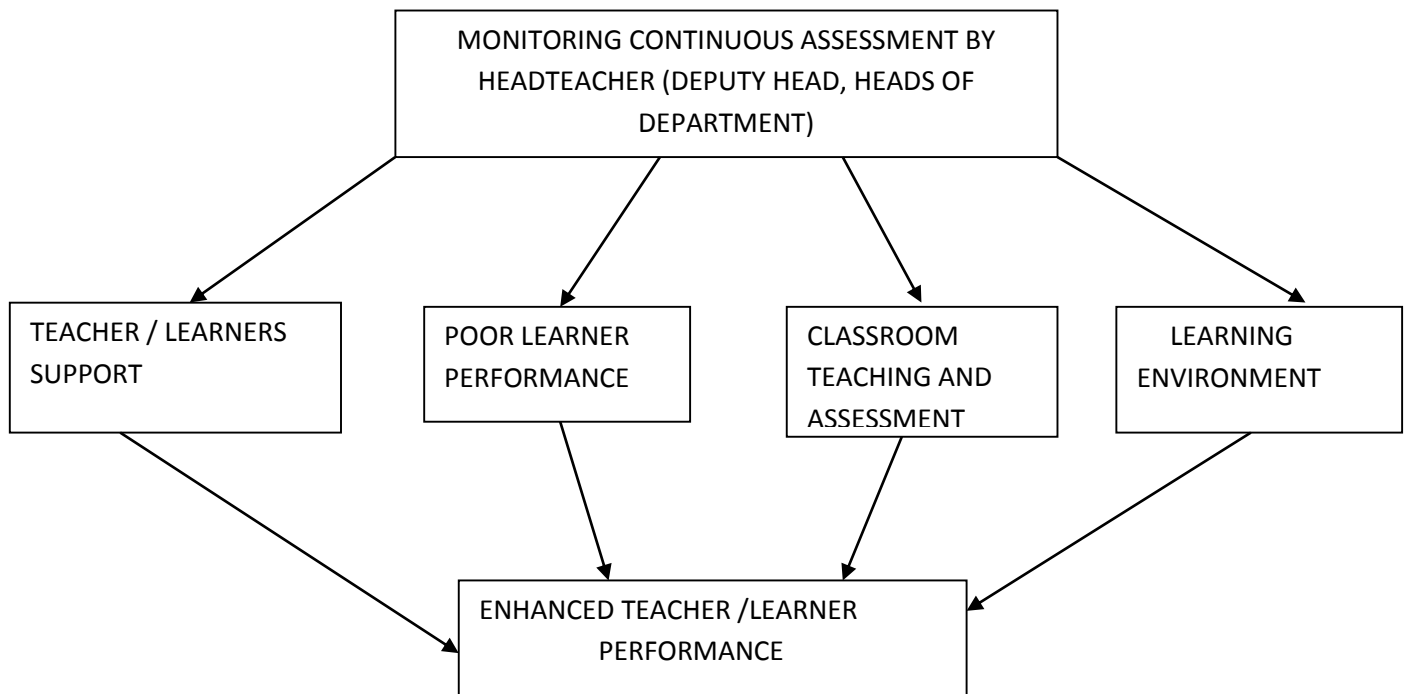 MONITORING CONTINUOUS ASSESSMENT BY
HEADTEACHER (DEPUTY HEAD, HEADS OF
DEPARTMENT)
TEACHER / LEARNERS
SUPPORT
POOR LEARNER
PERFORMANCE
CLASSROOM
TEACHING AND
ASSESSMENT
LEARNING
ENVIRONMENT
ENHANCED TEACHER /LEARNER
PERFORMANCE